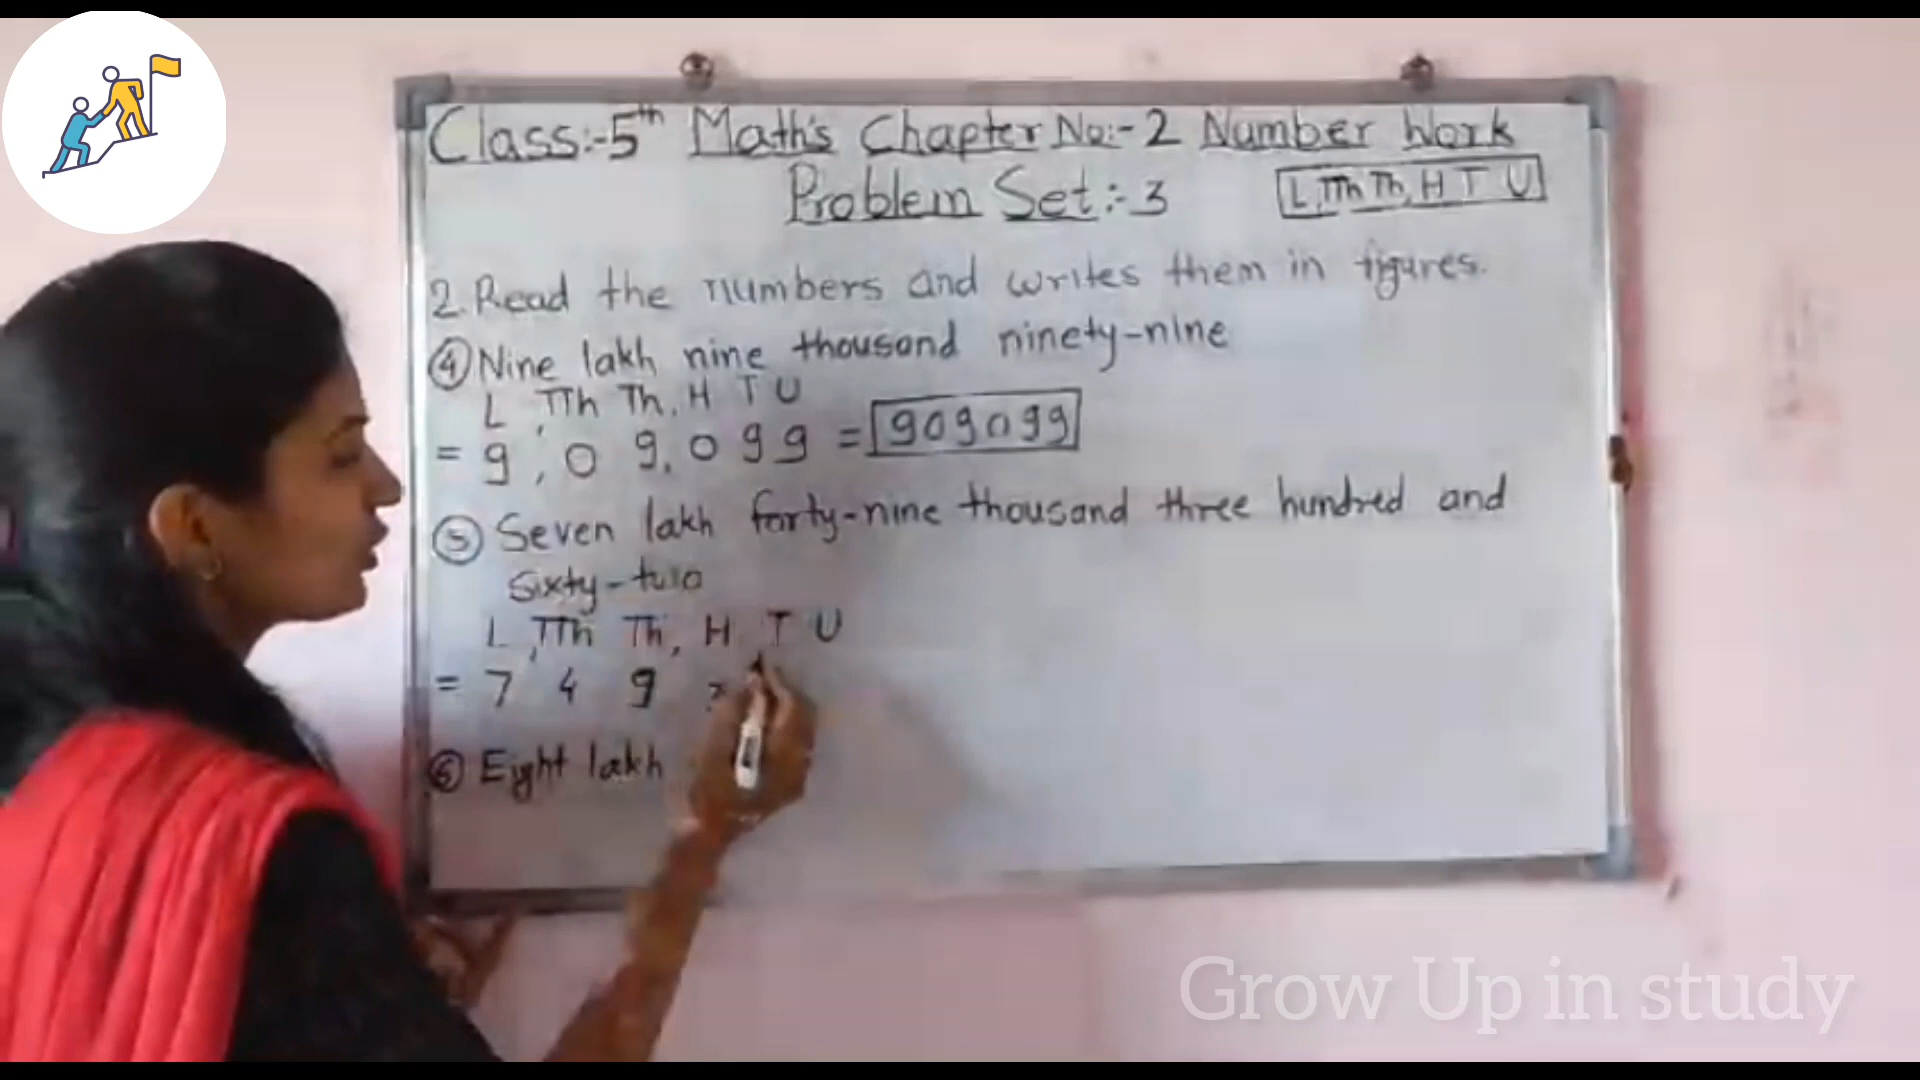 Class:-5th Math's Chapter No:- 2 Number Work
Problem Set:- 3
L, TTh Th, H T U
2. Read the numbers and writes them in figures.
④ Nine lakh nine thousand ninety-nine
L, TTh Th, H T U
= 9, 0 9, 0 9 9 = 909099
⑤ Seven lakh forty-nine thousand three hundred and
sixty-two
L, TTh Th, H T U
= 7 4 9
⑥ Eight lakh
Grow Up in study